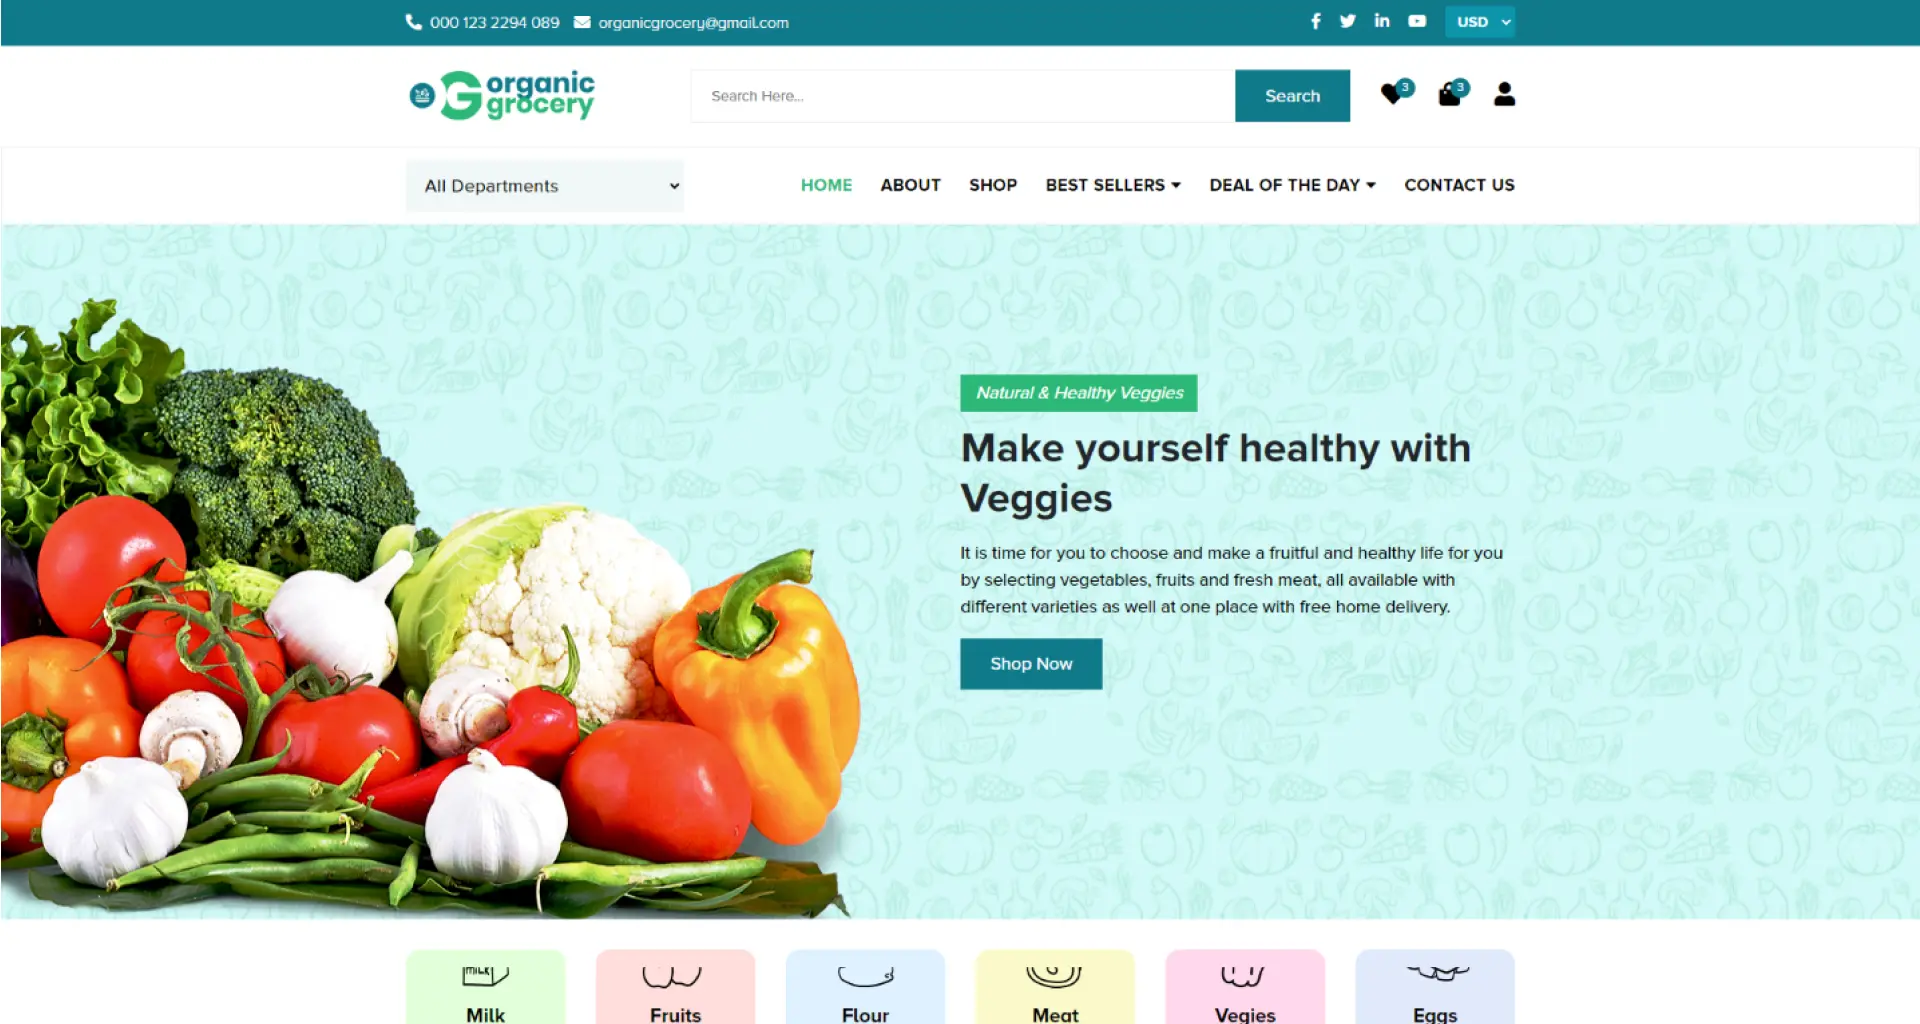 000 123 2294 089 organicgrocery@gmail.com USD
organic
grocery
Search Here... Search 3 3
All Departments HOME ABOUT SHOP BEST SELLERS DEAL OF THE DAY CONTACT US
Natural & Healthy Veggies
Make yourself healthy with
Veggies
It is time for you to choose and make a fruitful and healthy life for you
by selecting vegetables, fruits and fresh meat, all available with
different varieties as well at one place with free home delivery.
Shop Now
MILK
Milk Fruits Flour Meat Vegies Eggs